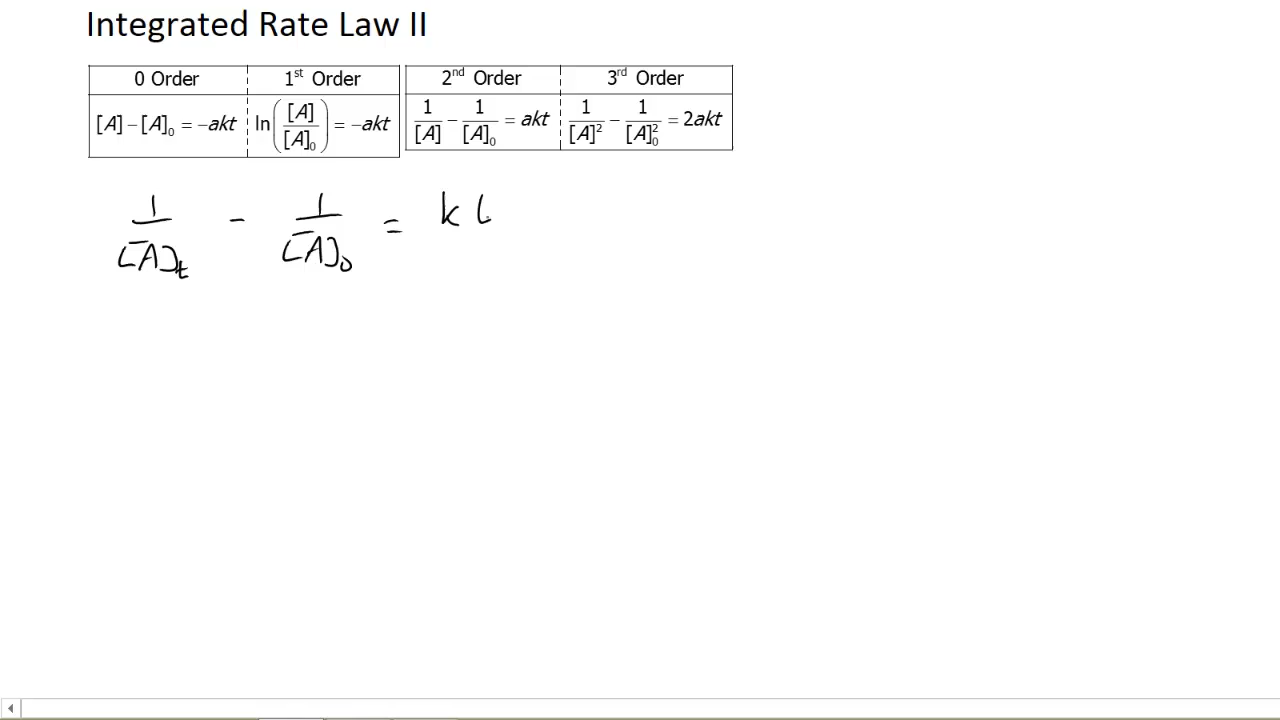 Integrated Rate Law II
0 Order 1st Order 2nd Order 3rd Order
[A] – [A]₀ = –akt ln([A]/[A]₀) = –akt 1/[A] – 1/[A]₀ = akt 1/[A]² – 1/[A]₀² = 2akt
1/[A]t - 1/[A]₀ = k